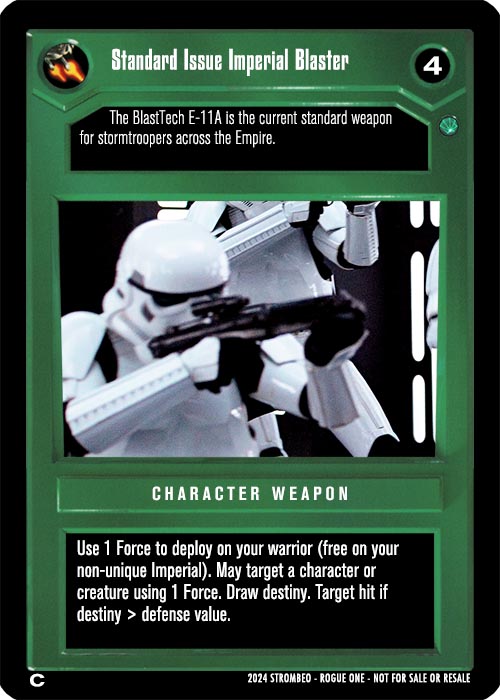 Standard Issue Imperial Blaster
4
The BlastTech E-11A is the current standard weapon
for stormtroopers across the Empire.
CHARACTER WEAPON
Use 1 Force to deploy on your warrior (free on your
non-unique Imperial). May target a character or
creature using 1 Force. Draw destiny. Target hit if
destiny > defense value.
C
2024 STROMBEO - ROGUE ONE - NOT FOR SALE OR RESALE